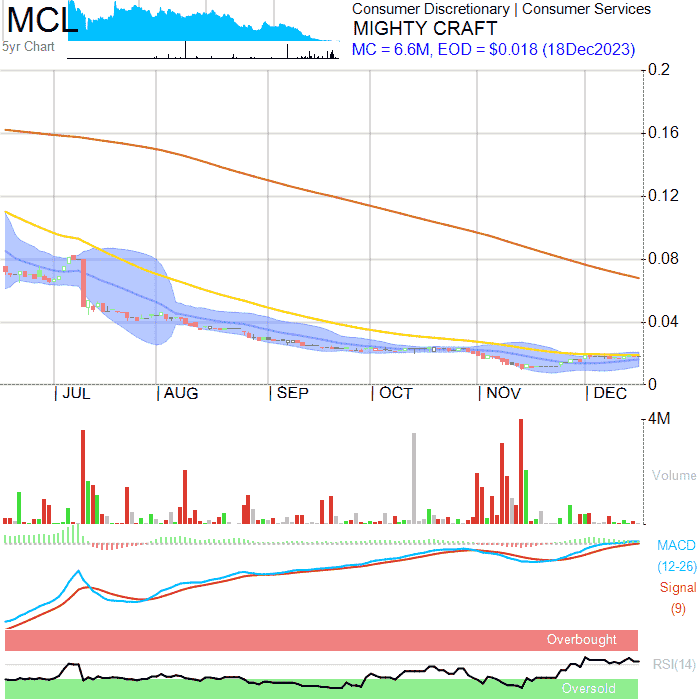 MCL
5yr Chart
Consumer Discretionary | Consumer Services
MIGHTY CRAFT
MC = 6.6M, EOD = $0.018 (18Dec2023)
0.2
0.16
0.12
0.08
0.04
0
| JUL | AUG | SEP | OCT | NOV | DEC
4M
Volume
MACD
(12-26)
Signal
(9)
Overbought
RSI(14)
Oversold